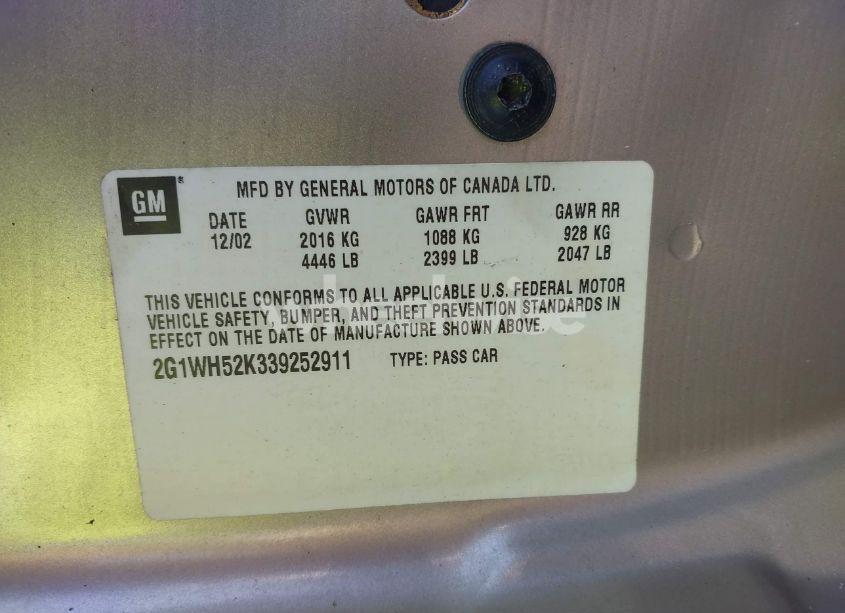 GM
MFD BY GENERAL MOTORS OF CANADA LTD.
DATE GVWR GAWR FRT GAWR RR
12/02 2016 KG 1088 KG 928 KG
4446 LB 2399 LB 2047 LB
THIS VEHICLE CONFORMS TO ALL APPLICABLE U.S. FEDERAL MOTOR
VEHICLE SAFETY, BUMPER, AND THEFT PREVENTION STANDARDS IN
EFFECT ON THE DATE OF MANUFACTURE SHOWN ABOVE.
2G1WH52K339252911 TYPE: PASS CAR